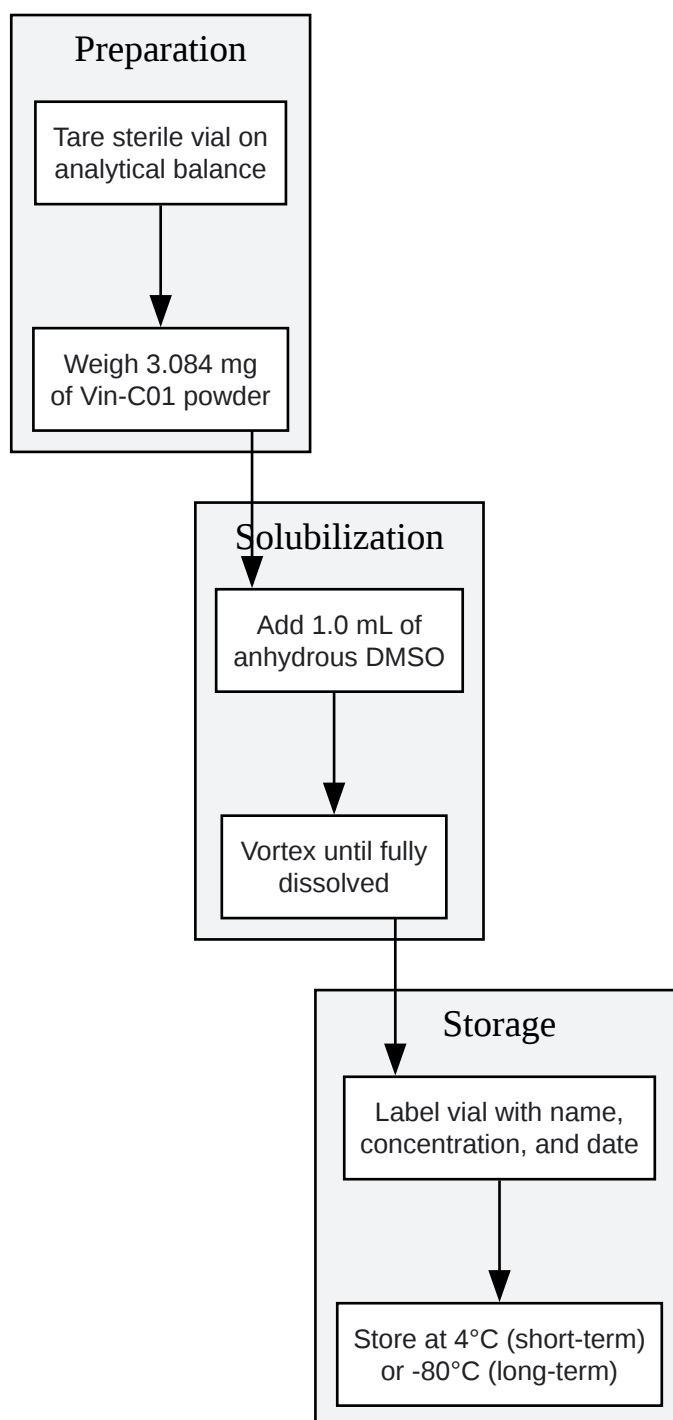 Preparation
Tare sterile vial on
analytical balance
Weigh 3.084 mg
of Vin-C01 powder
Solubilization
Add 1.0 mL of
anhydrous DMSO
Vortex until fully
dissolved
Storage
Label vial with name,
concentration, and date
Store at 4°C (short-term)
or -80°C (long-term)